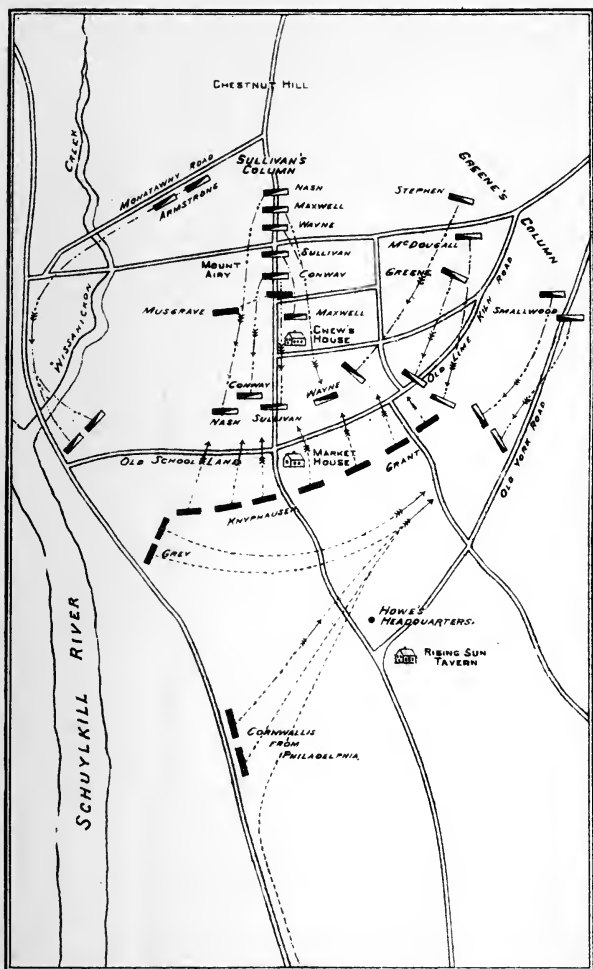 CHESTNUT HILL
CREEK
MONATAWNY ROAD
ARMSTRONG
SULLIVAN'S
COLUMN
NASH
MAXWELL
WAYNE
SULLIVAN
CONWAY
STEPHEN
GREENE'S
COLUMN
MCDOUGALL
GREENE
SMALLWOOD
MOUNT
AIRY
MUSGRAVE
MAXWELL
CHEW'S
HOUSE
OLD LIME KILN ROAD
WISSAHICKON
CONWAY
WAYNE
NASH
SULLIVAN
OLD SCHOOL LANE
MARKET
HOUSE
GRANT
OLD YORK ROAD
KNYPHAUSEN
GREY
HOWE'S
HEADQUARTERS.
RISING SUN
TAVERN
SCHUYLKILL RIVER
CORNWALLIS
FROM
PHILADELPHIA